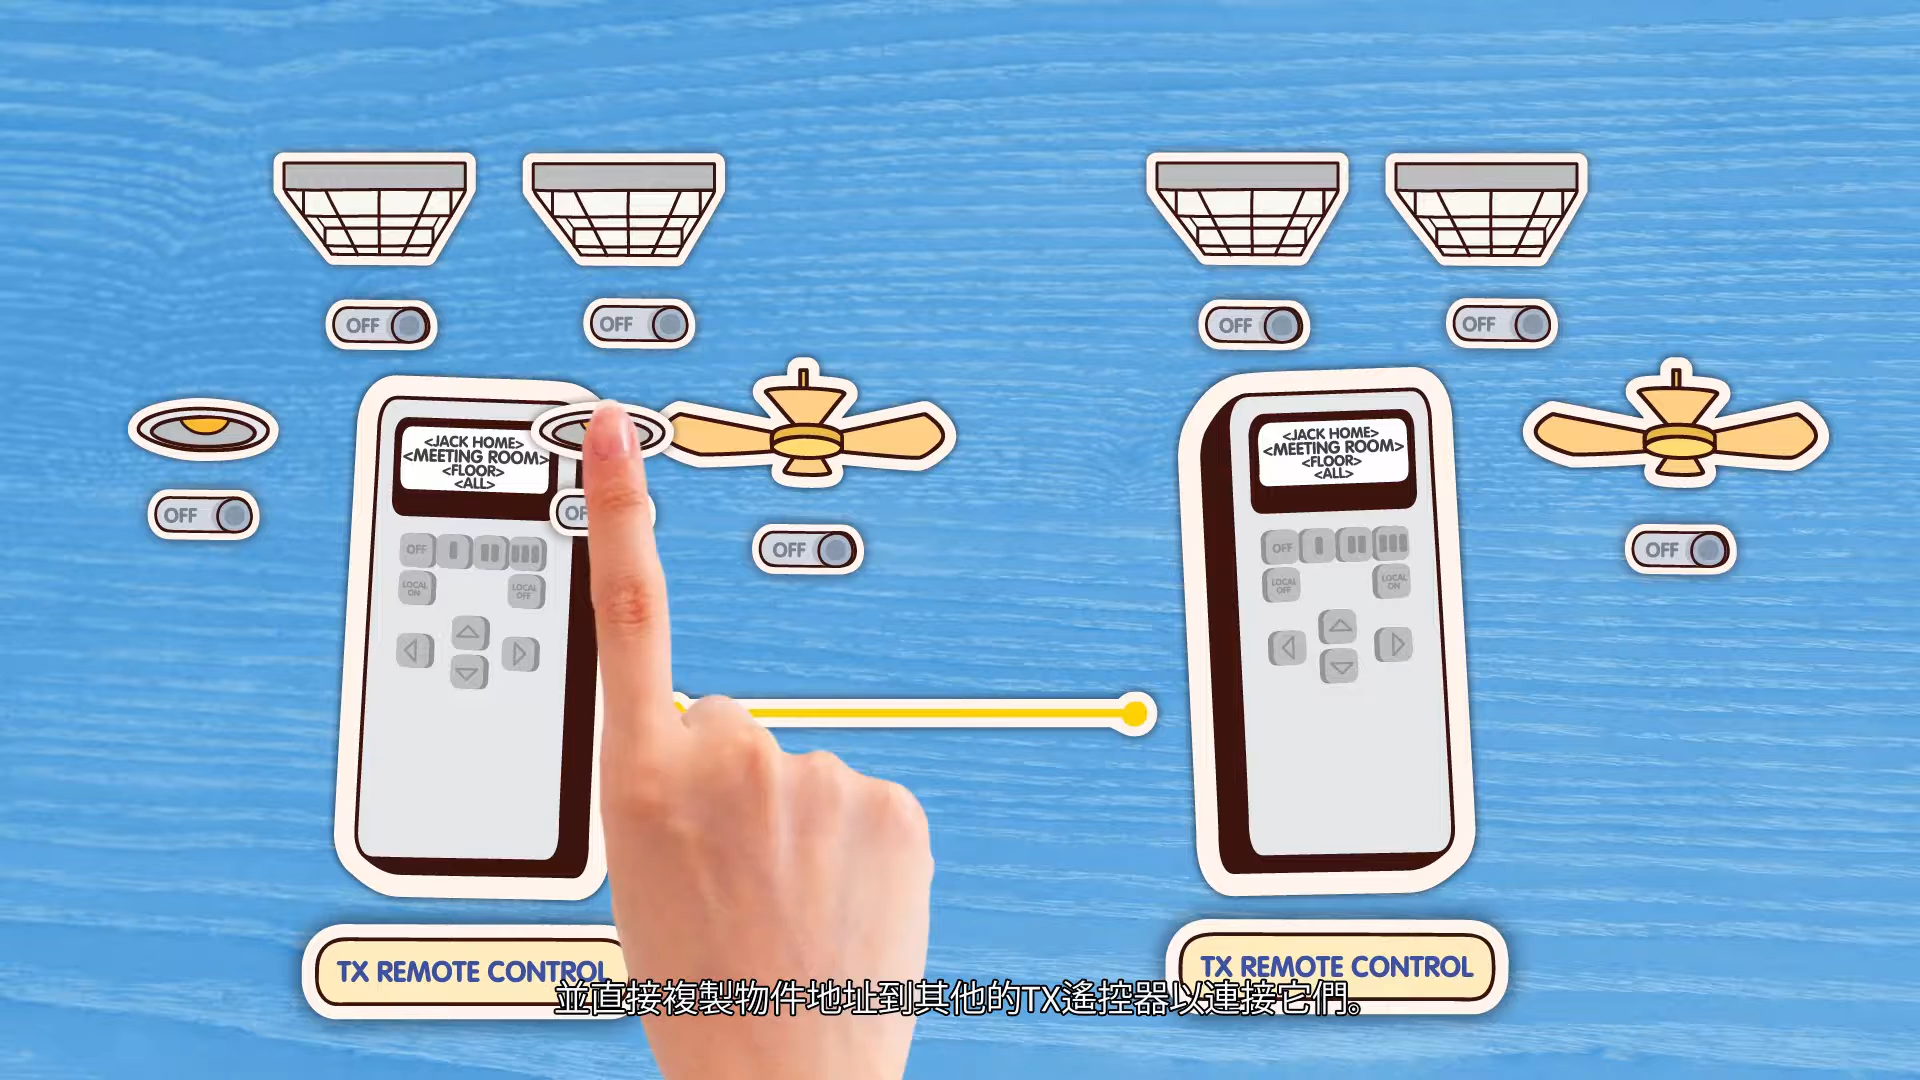 OFF
OFF
OFF
OFF
<JACK HOME>
<MEETING ROOM>
<FLOOR>
<ALL>
<JACK HOME>
<MEETING ROOM>
<FLOOR>
<ALL>
OFF
OFF
OFF
OFF
LOCAL
ON
LOCAL
OFF
OFF
LOCAL
OFF
LOCAL
ON
TX REMOTE CONTROL
TX REMOTE CONTROL
並直接複製物件地址到其他的TX遙控器以連接它們。